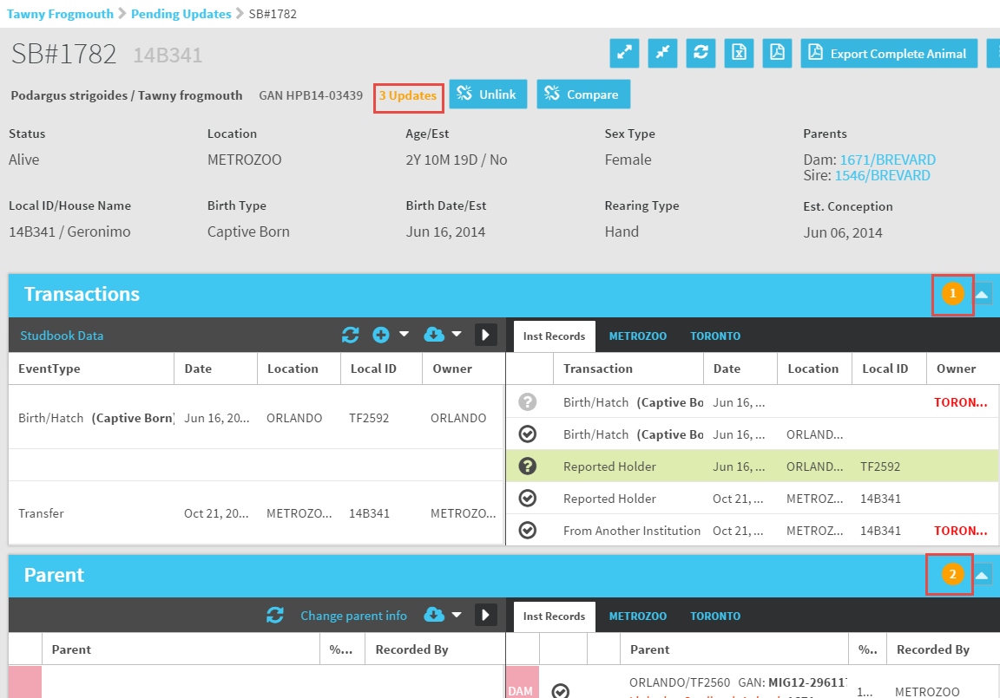 Tawny Frogmouth > Pending Updates > SB#1782
SB#1782 14B341
Export Complete Animal
Podargus strigoides / Tawny frogmouth GAN HPB14-03439 3 Updates Unlink Compare
Status Location Age/Est Sex Type Parents
Alive METROZOO 2Y 10M 19D / No Female Dam: 1671/BREVARD
Sire: 1546/BREVARD
Local ID/House Name Birth Type Birth Date/Est Rearing Type Est. Conception
14B341 / Geronimo Captive Born Jun 16, 2014 Hand Jun 06, 2014
Transactions 1
Studbook Data
EventType Date Location Local ID Owner
Birth/Hatch (Captive Born) Jun 16, 20... ORLANDO TF2592 ORLANDO
Transfer Oct 21, 20... METROZO... 14B341 METROZO...
Inst Records METROZOO TORONTO
Transaction Date Location Local ID Owner
Birth/Hatch (Captive Bo Jun 16, ... TORON...
Birth/Hatch (Captive Bo Jun 16, ... ORLAND...
Reported Holder Jun 16, ... ORLAND... TF2592
Reported Holder Oct 21, ... METROZ... 14B341
From Another Institution Oct 21, ... METROZ... 14B341 TORON...
Parent 2
Change parent info
Parent %... Recorded By
Inst Records METROZOO TORONTO
Parent %.. Recorded By
ORLANDO/TF2560 GAN: MIG12-296117
DAM 1... METROZOO